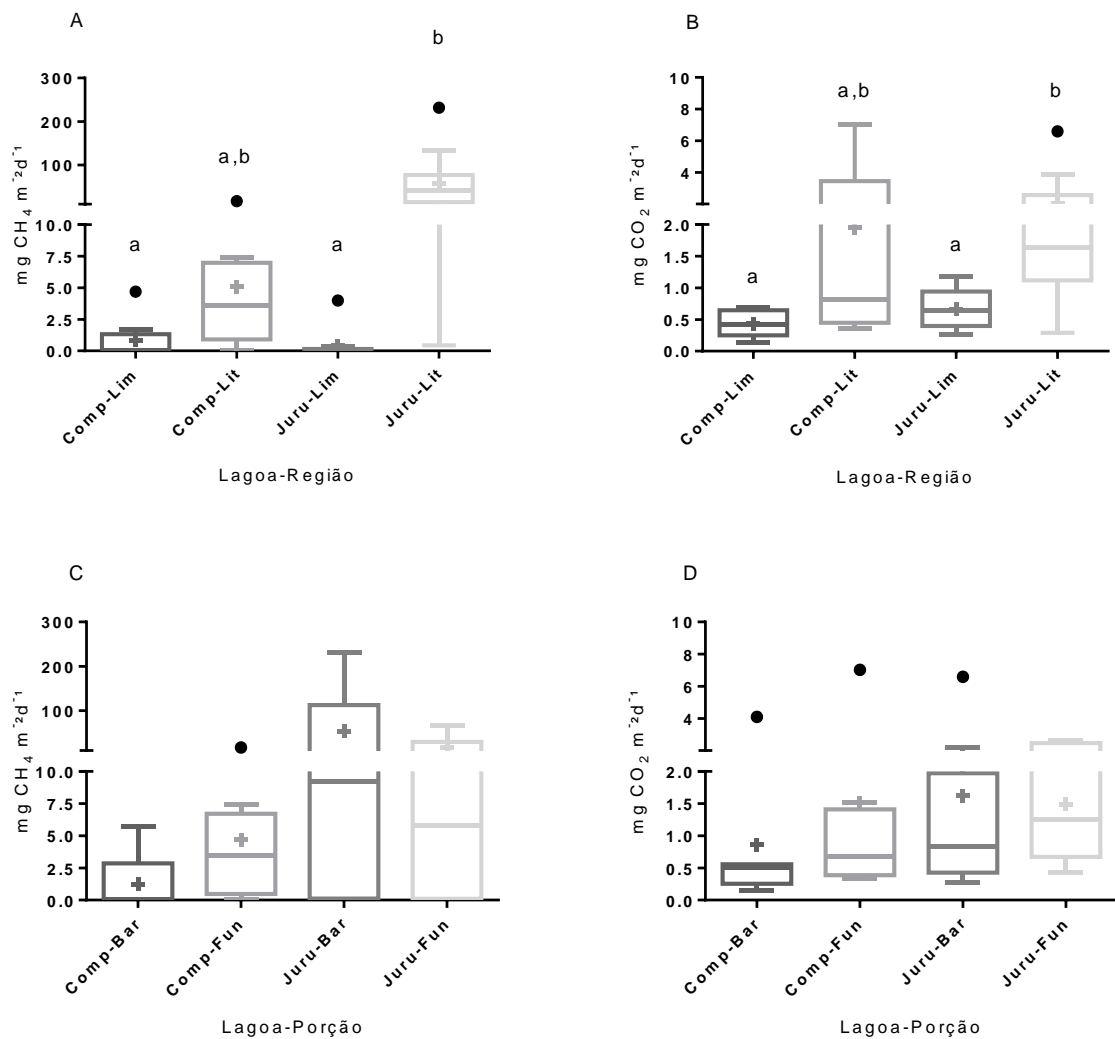 A
b
a,b
a
a
300
200
100
10.0
7.5
5.0
2.5
0.0
mg CH₄ m⁻²d⁻¹
Comp-Lim
Comp-Lit
Juru-Lim
Juru-Lit
Lagoa-Região
B
a,b
b
a
a
10
8
6
4
2.0
1.5
1.0
0.5
0.0
mg CO₂ m⁻²d⁻¹
Comp-Lim
Comp-Lit
Juru-Lim
Juru-Lit
Lagoa-Região
C
300
200
100
10.0
7.5
5.0
2.5
0.0
mg CH₄ m⁻²d⁻¹
Comp-Bar
Comp-Fun
Juru-Bar
Juru-Fun
Lagoa-Porção
D
10
8
6
4
2.0
1.5
1.0
0.5
0.0
mg CO₂ m⁻²d⁻¹
Comp-Bar
Comp-Fun
Juru-Bar
Juru-Fun
Lagoa-Porção